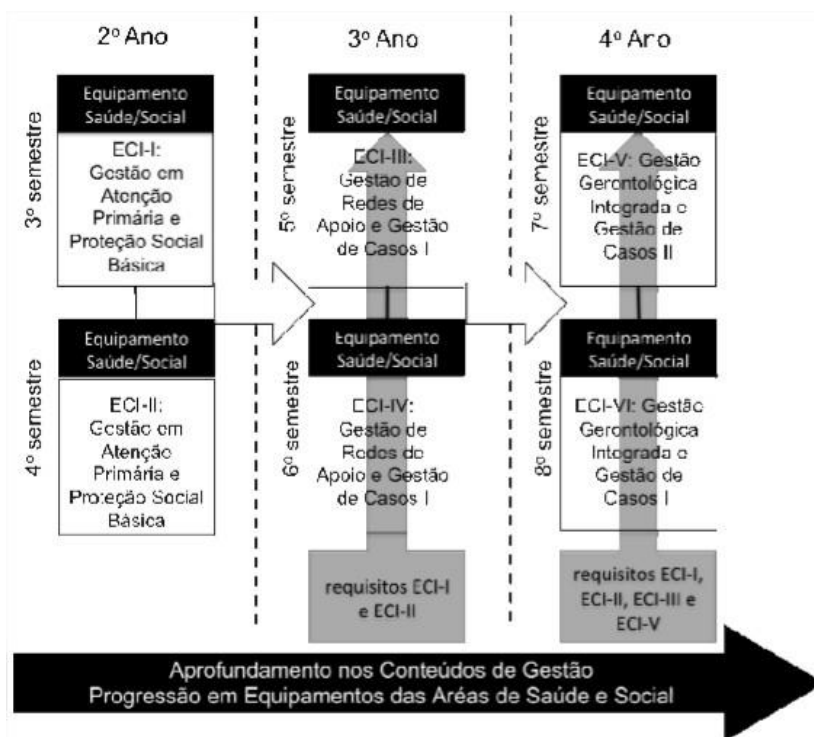 2º Ano
3º Ano
4º Aro
3º semestre
Equipamento
Saúde/Social
ECI-I:
Gestão em
Atenção
Primária e
Proteção Social
Básica
4º semestre
Equipamento
Saúde/Social
ECI-II:
Gestão em
Atenção
Primária e
Proteção Social
Básica
5º semestre
Equipamento
Saúde/Social
ECI-III:
Gestão de
Redes de
Apoio e Gestão
de Casos I
6º semestre
Equipamento
Saúde/Social
ECI-IV:
Gestão de
Redes de
Apoio e Gestão
de Casos I
requisitos ECI-I
e ECI-II
7º semestre
Equipamento
Saúde/Social
ECI-V: Gestão
Gerontológica
Integrada e
Gestão de
Casos II
8º semestre
Equipamento
Saúde/Social
ECI-VI: Gestão
Gerontológica
Integrada e
Gestão de
Casos I
requisitos ECI-I,
ECI-II, ECI-III e
ECI-V
Aprofundamento nos Conteúdos de Gestão
Progressão em Equipamentos das Aréas de Saúde e Social